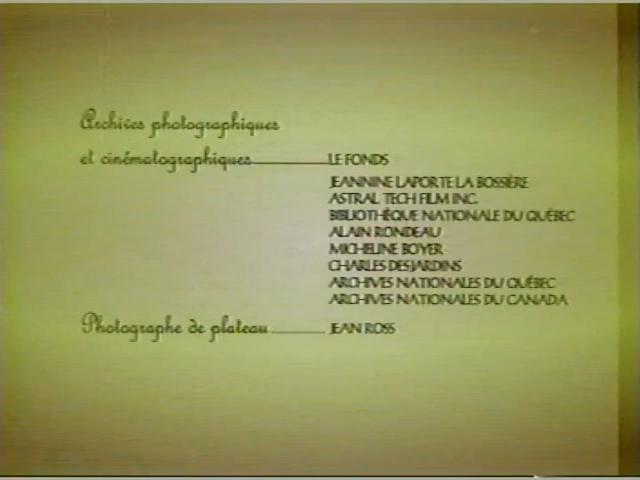 Archives photographiques
et cinématographiques LE FONDS
JEANNINE LAPORTE LA BOSSIÈRE
ASTRAL TECH FILM INC.
BIBLIOTHÈQUE NATIONALE DU QUÉBEC
ALAIN RONDEAU
MICHELINE BOYER
CHARLES DESJARDINS
ARCHIVES NATIONALES DU QUÉBEC
ARCHIVES NATIONALES DU CANADA
Photographe de plateau JEAN ROSS